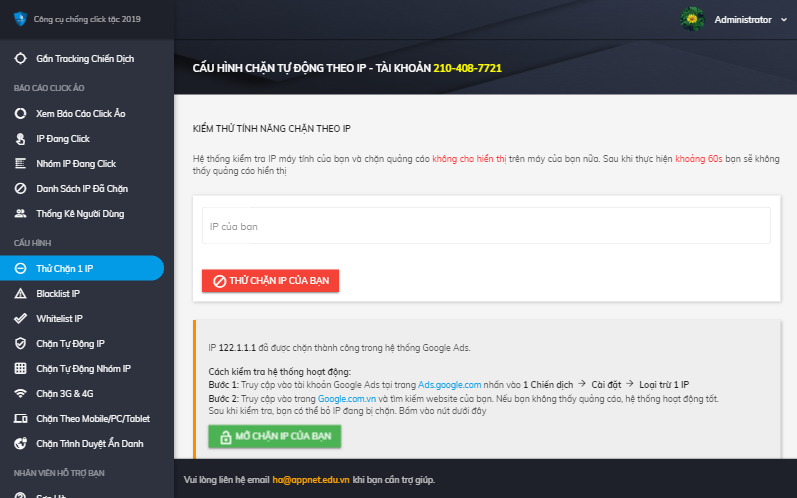 Công cụ chống click tặc 2019
Administrator
Gắn Tracking Chiến Dịch
BÁO CÁO CLICK ẢO
Xem Báo Cáo Click Ảo
IP Đang Click
Nhóm IP Đang Click
Danh Sách IP Đã Chặn
Thống Kê Người Dùng
CẤU HÌNH
Thử Chặn 1 IP
Blacklist IP
Whitelist IP
Chặn Tự Động IP
Chặn Tự Động Nhóm IP
Chặn 3G & 4G
Chặn Theo Mobile/PC/Tablet
Chặn Trình Duyệt Ẩn Danh
NHÂN VIÊN HỖ TRỢ BẠN
CẤU HÌNH CHẶN TỰ ĐỘNG THEO IP - TÀI KHOẢN 210-408-7721
KIỂM THỬ TÍNH NĂNG CHẶN THEO IP
Hệ thống kiểm tra IP máy tính của bạn và chặn quảng cáo không cho hiển thị trên máy của bạn nữa. Sau khi thực hiện khoảng 60s bạn sẽ không
thấy quảng cáo hiển thị
IP của bạn
THỬ CHẶN IP CỦA BẠN
IP 122.1.1.1 đã được chặn thành công trong hệ thống Google Ads.
Cách kiểm tra hệ thống hoạt động:
Bước 1: Truy cập vào tài khoản Google Ads tại trang Ads.google.com nhấn vào 1 Chiến dịch → Cài đặt → Loại trừ 1 IP
Bước 2: Truy cập vào trang Google.com.vn và tìm kiếm website của bạn. Nếu bạn không thấy quảng cáo, hệ thống hoạt động tốt.
Sau khi kiểm tra, bạn có thể bỏ IP đang bị chặn. Bấm vào nút dưới đây
MỞ CHẶN IP CỦA BẠN
Vui lòng liên hệ email ha@appnet.edu.vn khi bạn cần trợ giúp.